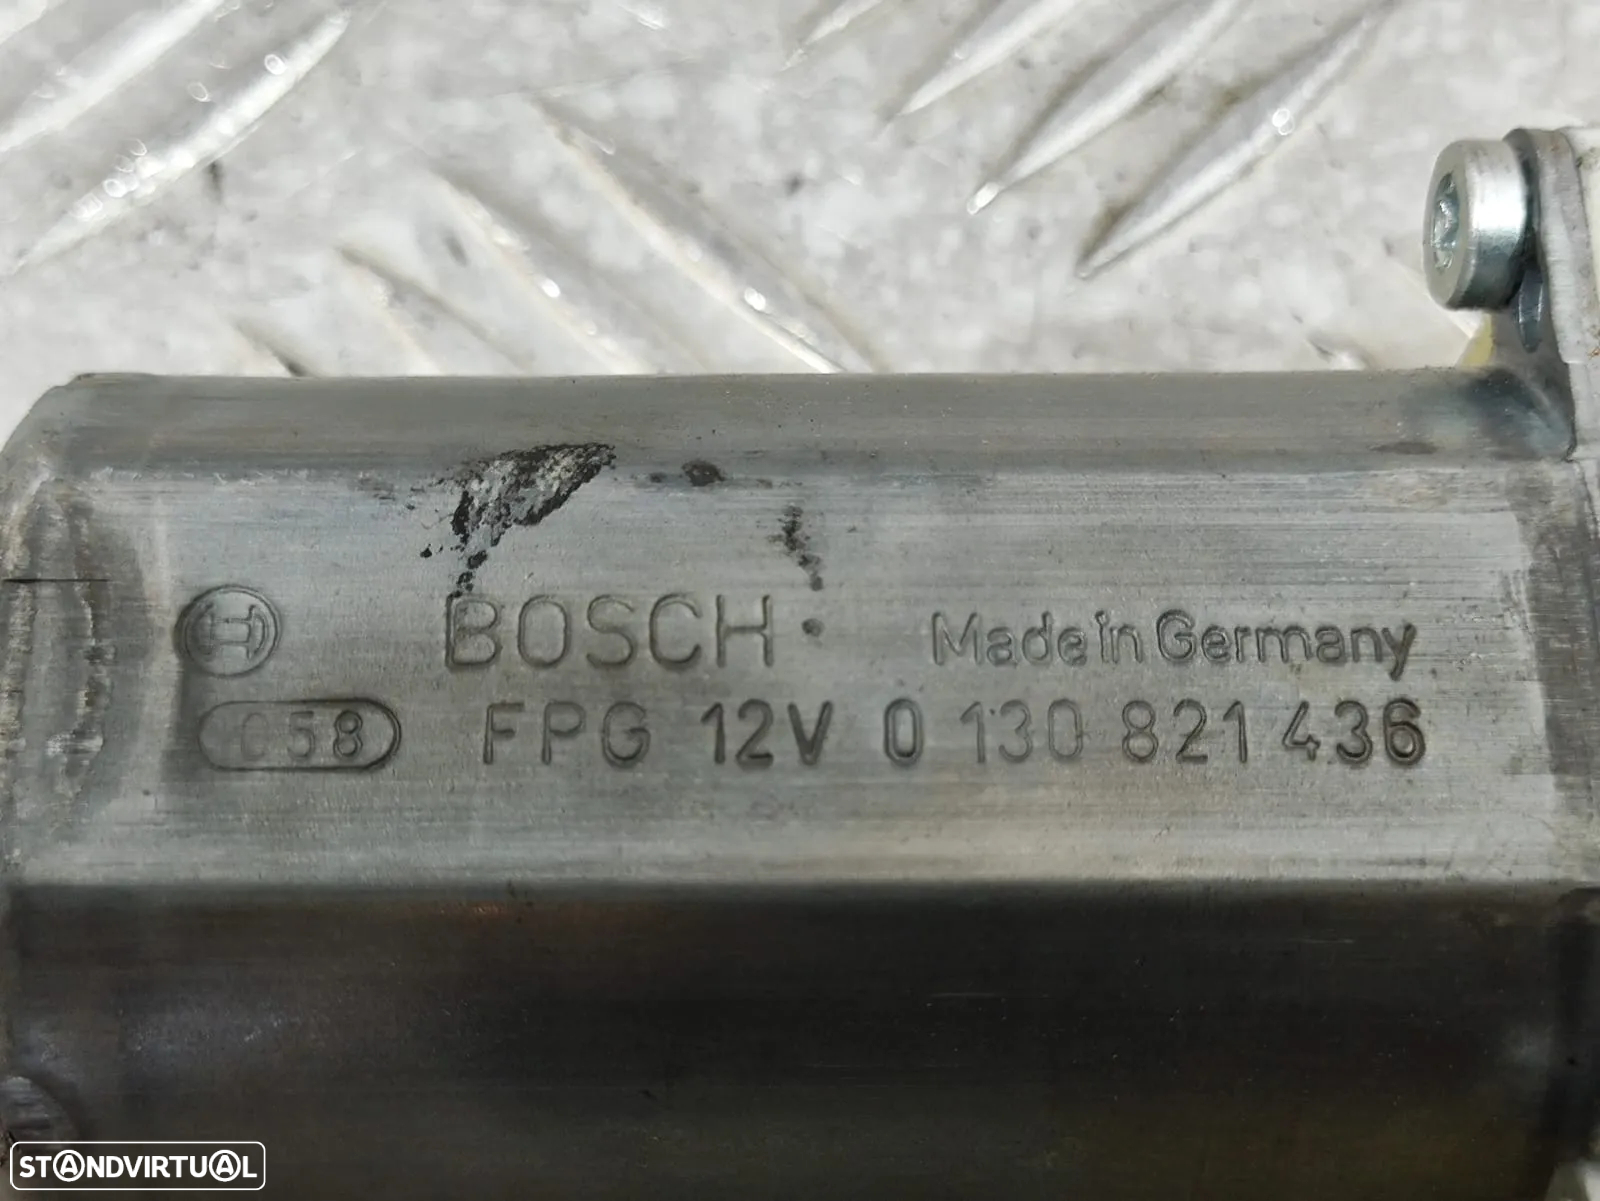 BOSCH Made in Germany
058 FPG 12V 0 130 821 436
STANDVIRTUAL